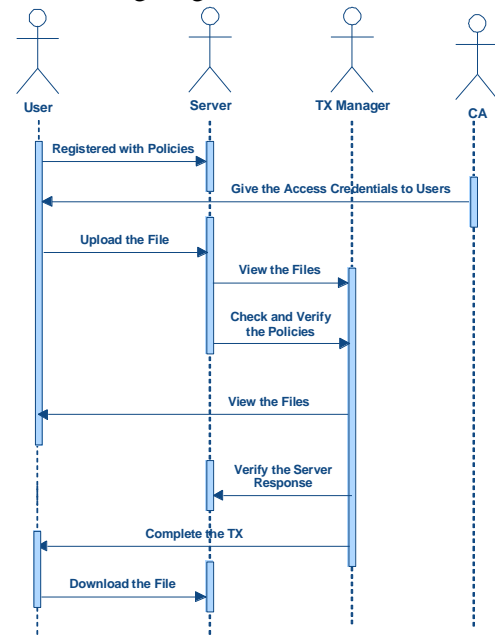 User
Server
TX Manager
CA
Registered with Policies
Give the Access Credentials to Users
Upload the File
View the Files
Check and Verify
the Policies
View the Files
Verify the Server
Response
Complete the TX
Download the File